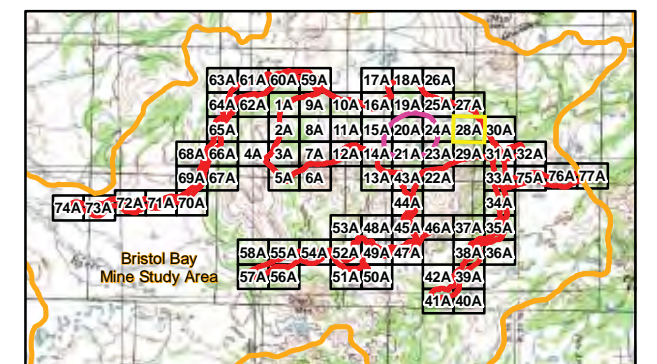 63A 61A 60A 59A 17A 18A 26A
64A 62A 1A 9A 10A 16A 19A 25A 27A
65A 2A 8A 11A 15A 20A 24A 28A 30A
68A 66A 4A 3A 7A 12A 14A 21A 23A 29A 31A 32A
69A 67A 5A 6A 13A 43A 22A 33A 75A 76A 77A
74A 73A 72A 71A 70A 44A 34A
53A 48A 45A 46A 37A 35A
58A 55A 54A 52A 49A 47A 38A 36A
Bristol Bay
Mine Study Area
57A 56A 51A 50A 42A 39A
41A 40A